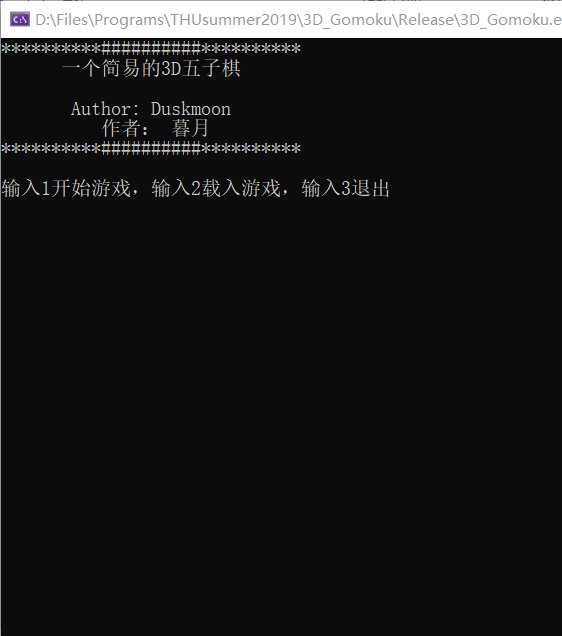 D:\Files\Programs\THUsummer2019\3D_Gomoku\Release\3D_Gomoku.e
**********##########**********
一个简易的3D五子棋
Author: Duskmoon
作者： 暮月
**********##########**********
输入1开始游戏，输入2载入游戏，输入3退出